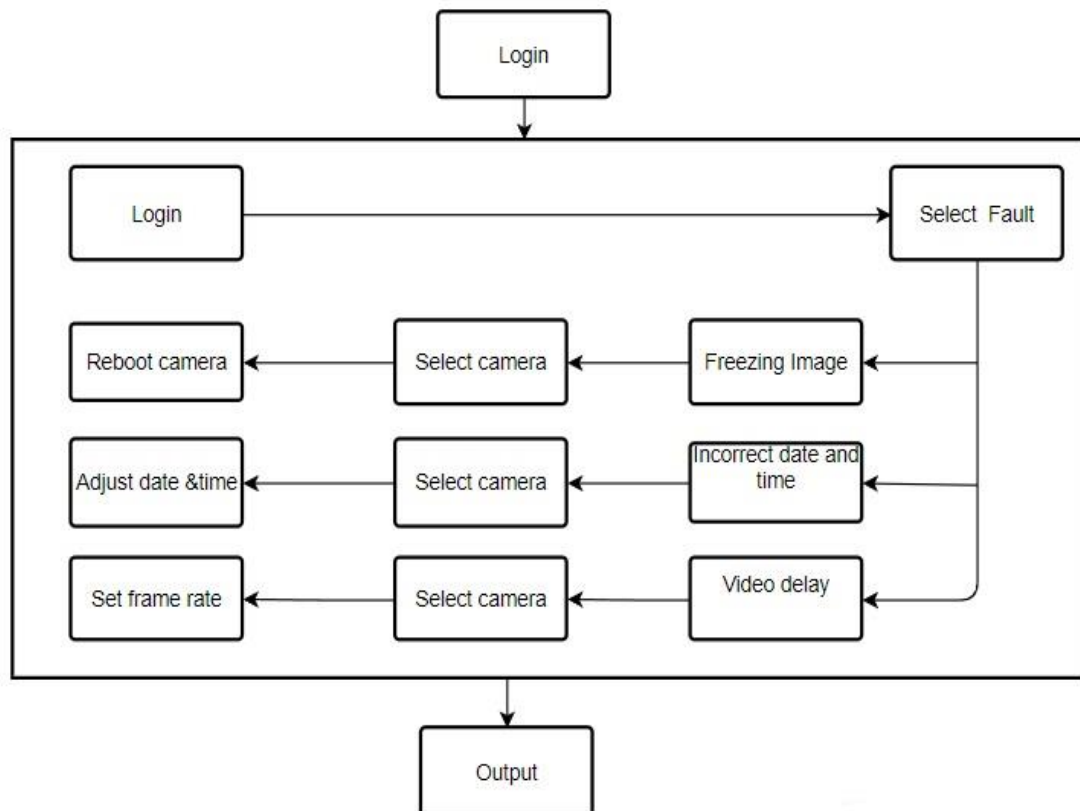 Login
Login
Select Fault
Reboot camera
Select camera
Freezing Image
Adjust date &time
Select camera
Incorrect date and
time
Set frame rate
Select camera
Video delay
Output